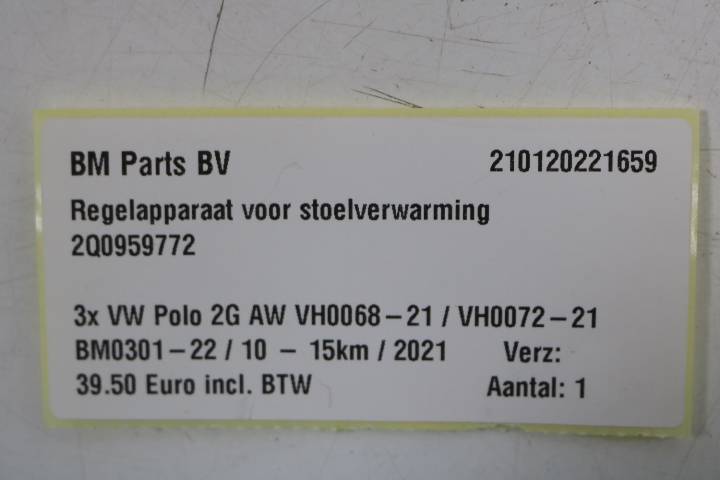 BM Parts BV 210120221659
Regelapparaat voor stoelverwarming
2Q0959772
3x VW Polo 2G AW VH0068-21 / VH0072-21
BM0301-22 / 10 - 15km / 2021 Verz:
39.50 Euro incl. BTW Aantal: 1